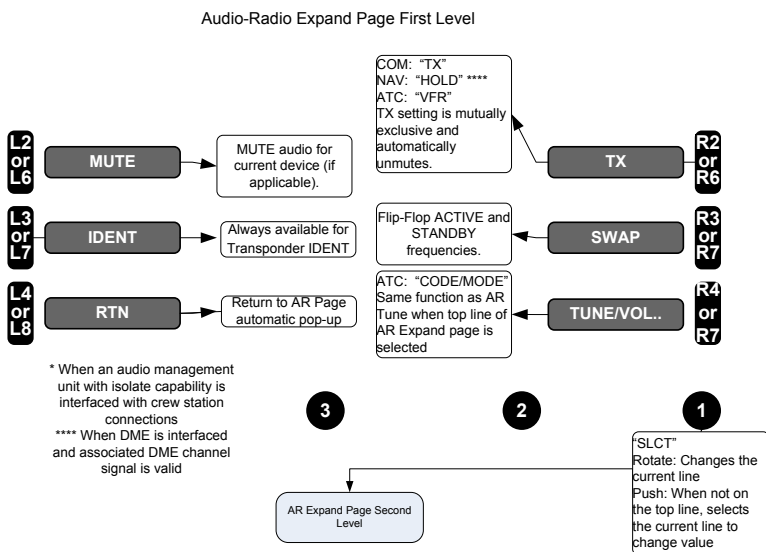 Audio-Radio Expand Page First Level
L2
or
L6
MUTE
MUTE audio for
current device (if
applicable).
COM: “TX”
NAV: “HOLD” ****
ATC: “VFR”
TX setting is mutually
exclusive and
automatically
unmutes.
TX
R2
or
R6
L3
or
L7
IDENT
Always available for
Transponder IDENT
Flip-Flop ACTIVE and
STANDBY
frequencies.
SWAP
R3
or
R7
L4
or
L8
RTN
Return to AR Page
automatic pop-up
ATC: “CODE/MODE”
Same function as AR
Tune when top line of
AR Expand page is
selected
TUNE/VOL..
R4
or
R7
* When an audio management
unit with isolate capability is
interfaced with crew station
connections
**** When DME is interfaced
and associated DME channel
signal is valid
3
2
1
“SLCT”
Rotate: Changes the
current line
Push: When not on
the top line, selects
the current line to
change value
AR Expand Page Second
Level